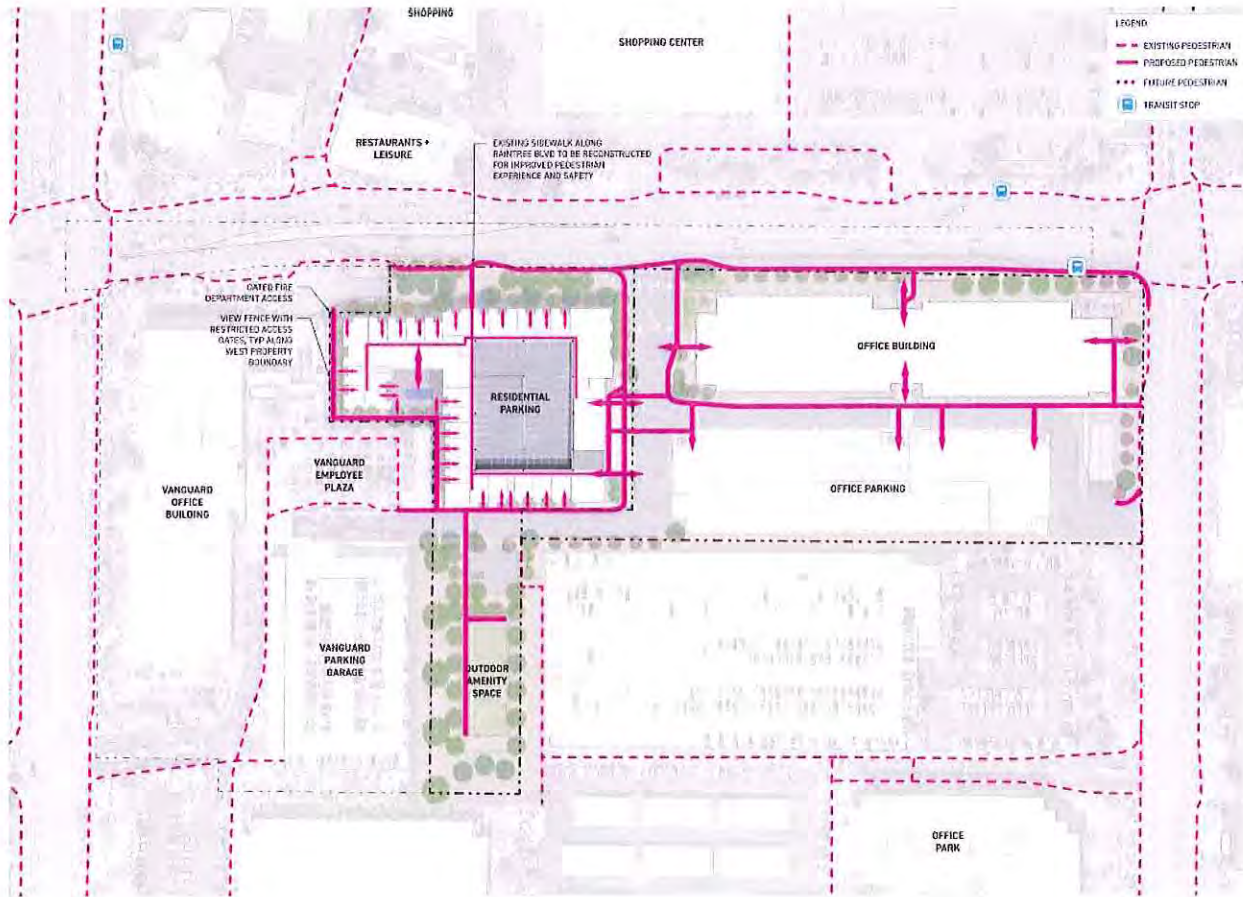 SHOPPING
SHOPPING CENTER
LEGEND
EXISTING PEDESTRIAN
PROPOSED PEDESTRIAN
FUTURE PEDESTRIAN
TRANSIT STOP
RESTAURANTS +
LEISURE
EXISTING SIDEWALK ALONG
RAINTREE BLVD TO BE RECONSTRUCTED
FOR IMPROVED PEDESTRIAN
EXPERIENCE AND SAFETY
GATED FIRE
DEPARTMENT ACCESS
VIEW FENCE WITH
RESTRICTED ACCESS
GATES, TYP ALONG
WEST PROPERTY
BOUNDARY
OFFICE BUILDING
RESIDENTIAL
PARKING
VANGUARD
EMPLOYEE
PLAZA
VANGUARD
OFFICE
BUILDING
OFFICE PARKING
VANGUARD
PARKING
GARAGE
OUTDOOR
AMENITY
SPACE
OFFICE
PARK